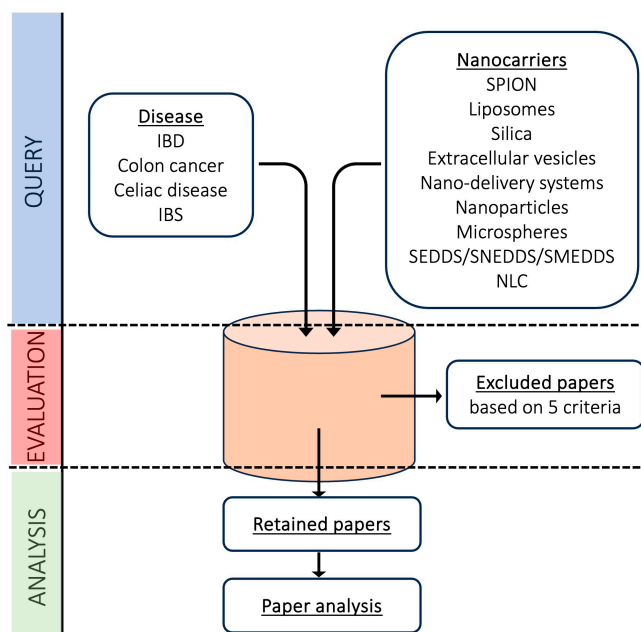 QUERY
Disease
IBD
Colon cancer
Celiac disease
IBS
Nanocarriers
SPION
Liposomes
Silica
Extracellular vesicles
Nano-delivery systems
Nanoparticles
Microspheres
SEDDS/SNEDDS/SMEDDS
NLC
EVALUATION
Excluded papers
based on 5 criteria
ANALYSIS
Retained papers
Paper analysis